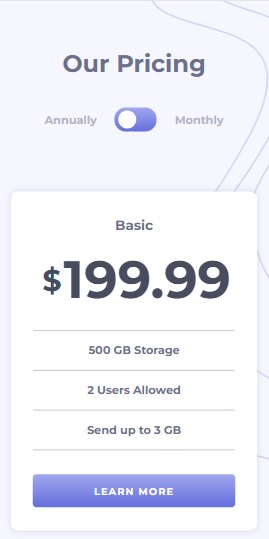 Our Pricing
Annually Monthly
Basic
$199.99
500 GB Storage
2 Users Allowed
Send up to 3 GB
LEARN MORE